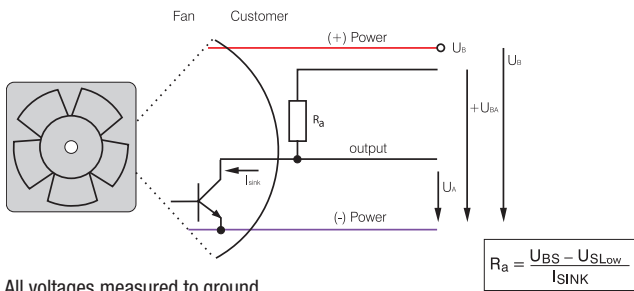 Fan Customer
(+) Power
UB
UB
Ra
+UBA
output
Isink
UA
(-) Power
Ra = UBS – USLow
ISINK
All voltages measured to ground